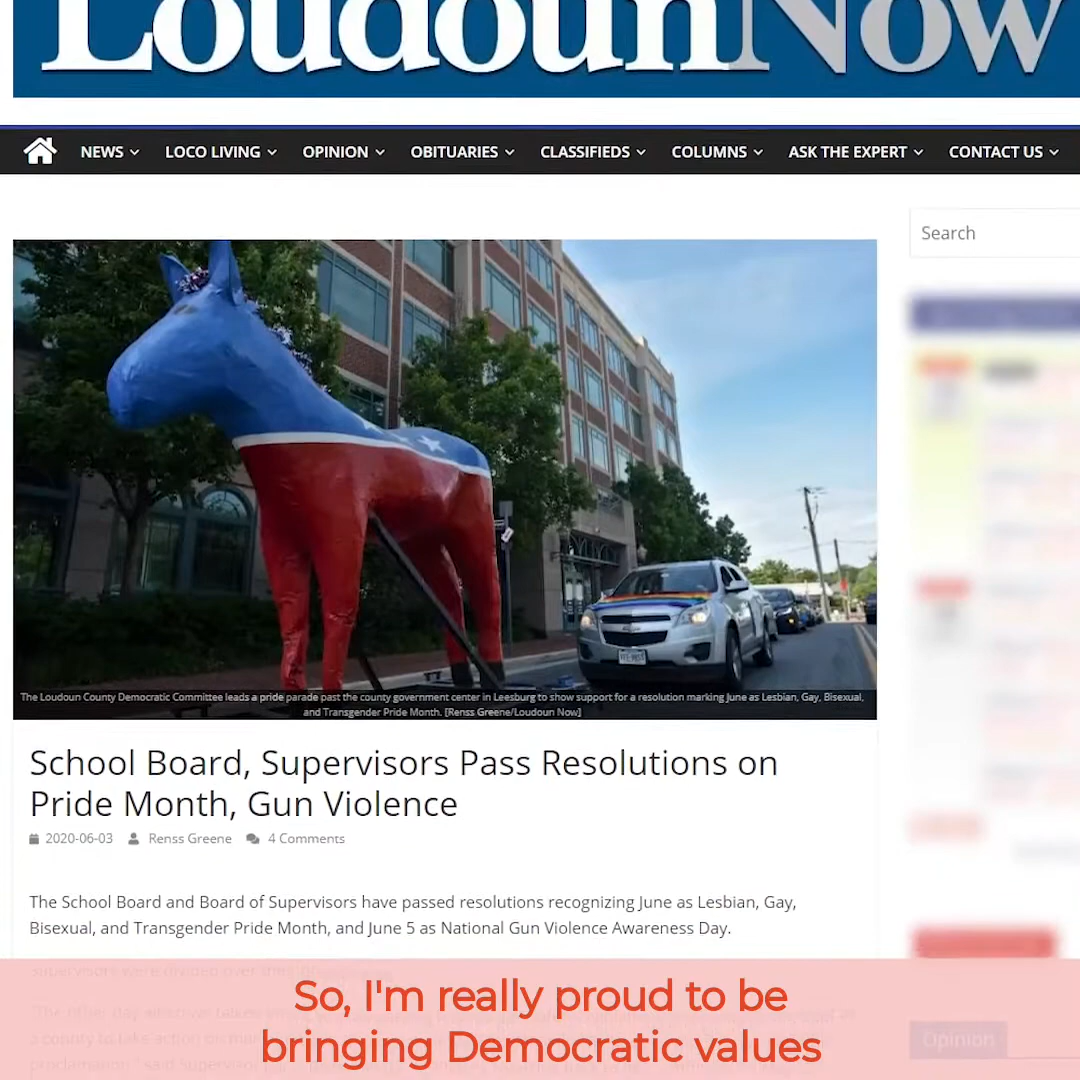 LoudounNow
NEWS LOCO LIVING OPINION OBITUARIES CLASSIFIEDS COLUMNS ASK THE EXPERT CONTACT US
Search
The Loudoun County Democratic Committee leads a pride parade past the county government center in Leesburg to show support for a resolution marking June as Lesbian, Gay, Bisexual,
and Transgender Pride Month. [Renss Greene/Loudoun Now]
School Board, Supervisors Pass Resolutions on
Pride Month, Gun Violence
2020-06-03 Renss Greene 4 Comments
The School Board and Board of Supervisors have passed resolutions recognizing June as Lesbian, Gay,
Bisexual, and Transgender Pride Month, and June 5 as National Gun Violence Awareness Day.
So, I'm really proud to be
bringing Democratic values
Opinion